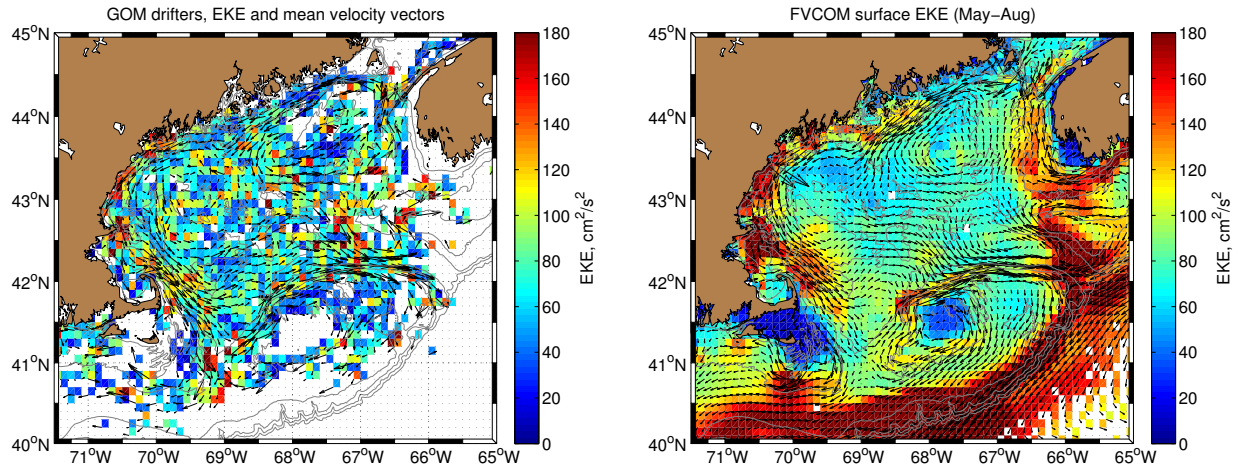 GOM drifters, EKE and mean velocity vectors
45°N
44°N
43°N
42°N
41°N
40°N
71°W 70°W 69°W 68°W 67°W 66°W 65°W
180
160
140
120
100
80
60
40
20
0
EKE, cm²/s²
FVCOM surface EKE (May−Aug)
45°N
44°N
43°N
42°N
41°N
40°N
71°W 70°W 69°W 68°W 67°W 66°W 65°W
180
160
140
120
100
80
60
40
20
0
EKE, cm²/s²